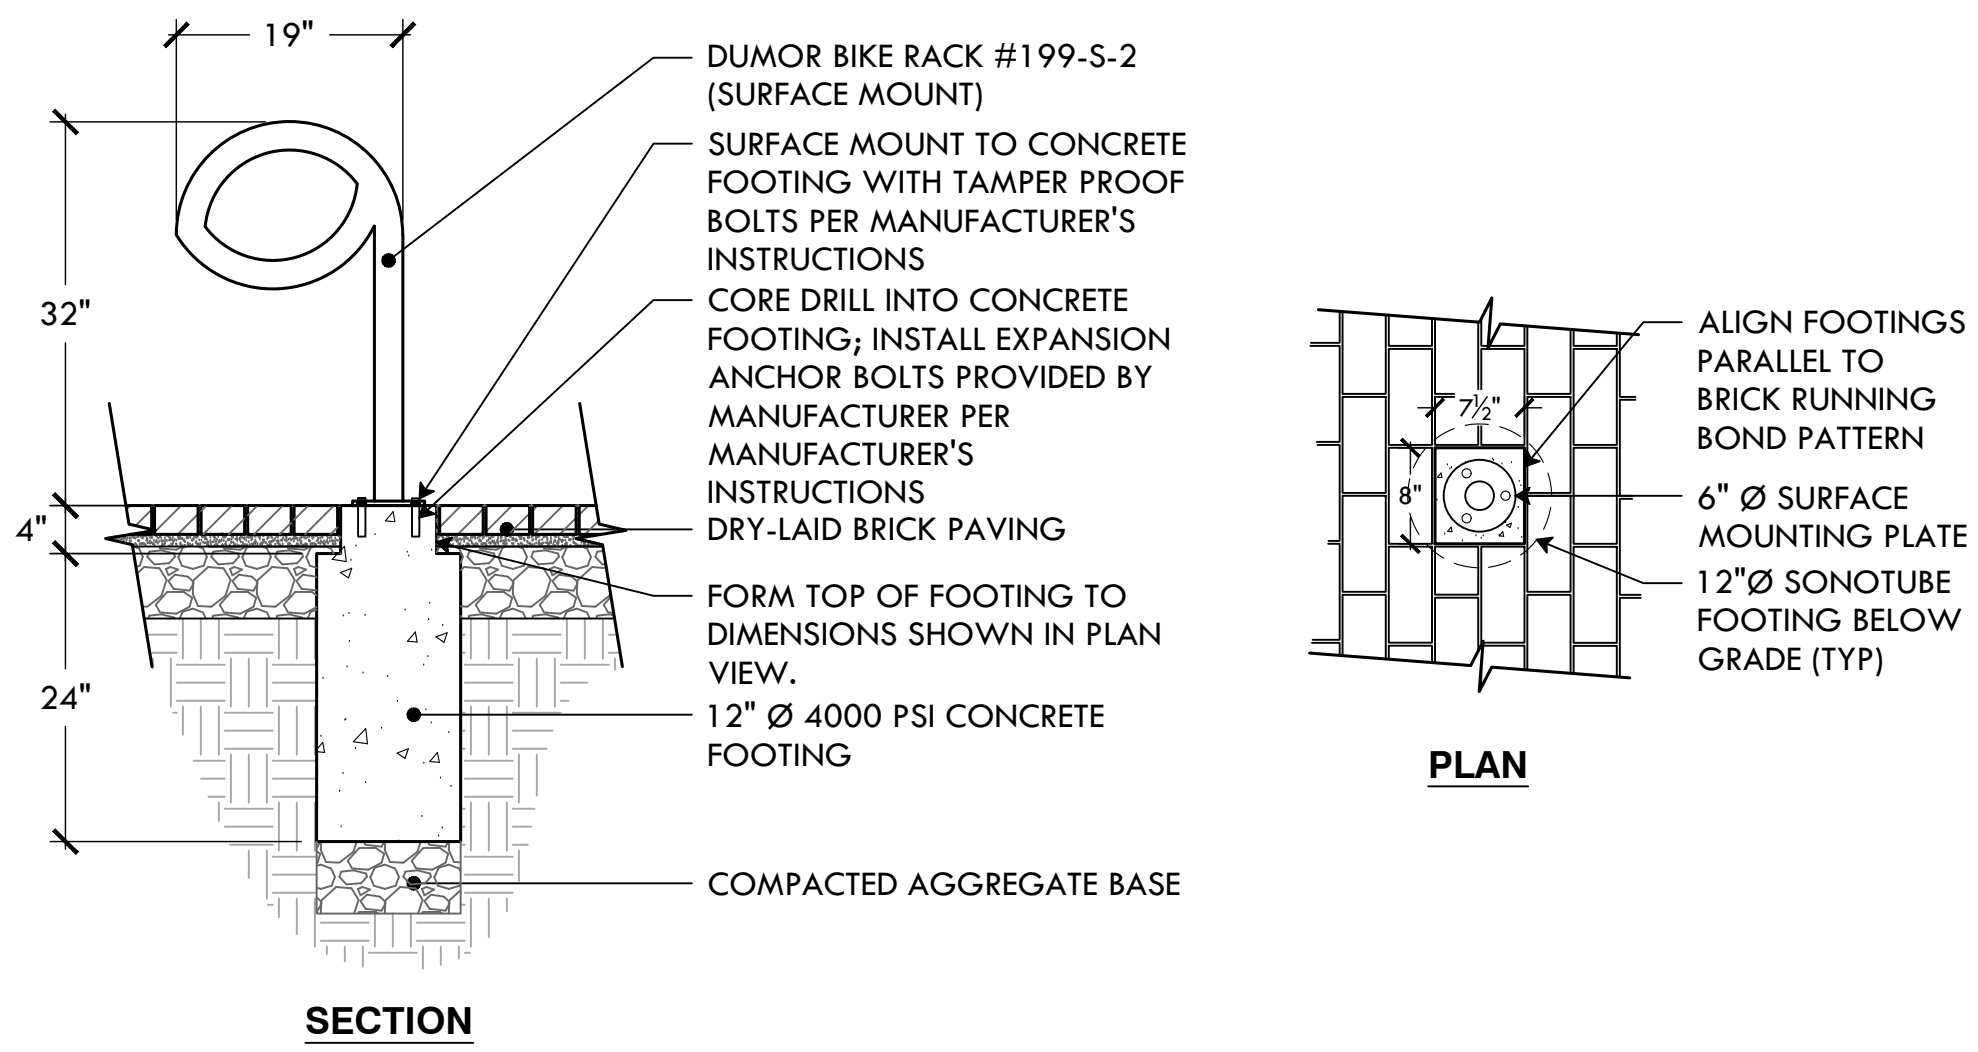 19"
32"
4"
24"
DUMOR BIKE RACK #199-S-2
(SURFACE MOUNT)
SURFACE MOUNT TO CONCRETE
FOOTING WITH TAMPER PROOF
BOLTS PER MANUFACTURER'S
INSTRUCTIONS
CORE DRILL INTO CONCRETE
FOOTING; INSTALL EXPANSION
ANCHOR BOLTS PROVIDED BY
MANUFACTURER PER
MANUFACTURER'S
INSTRUCTIONS
DRY-LAID BRICK PAVING
FORM TOP OF FOOTING TO
DIMENSIONS SHOWN IN PLAN
VIEW.
12" Ø 4000 PSI CONCRETE
FOOTING
COMPACTED AGGREGATE BASE
SECTION
7½"
8"
ALIGN FOOTINGS
PARALLEL TO
BRICK RUNNING
BOND PATTERN
6" Ø SURFACE
MOUNTING PLATE
12"Ø SONOTUBE
FOOTING BELOW
GRADE (TYP)
PLAN